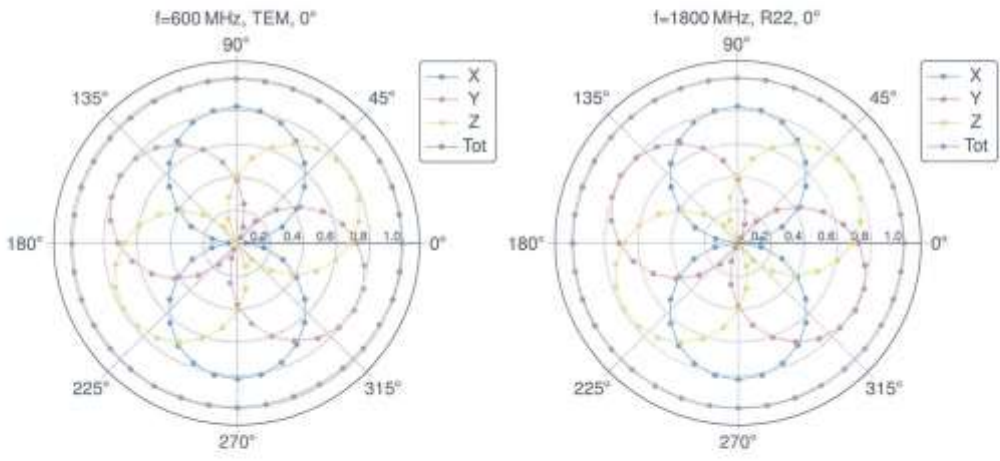 f=600 MHz, TEM, 0°
90°
135°
45°
180°
0.2 0.4 0.6 0.8 1.0
0°
225°
315°
270°
X
Y
Z
Tot
f=1800 MHz, R22, 0°
90°
135°
45°
180°
0.2 0.4 0.6 0.8 1.0
0°
225°
315°
270°
X
Y
Z
Tot